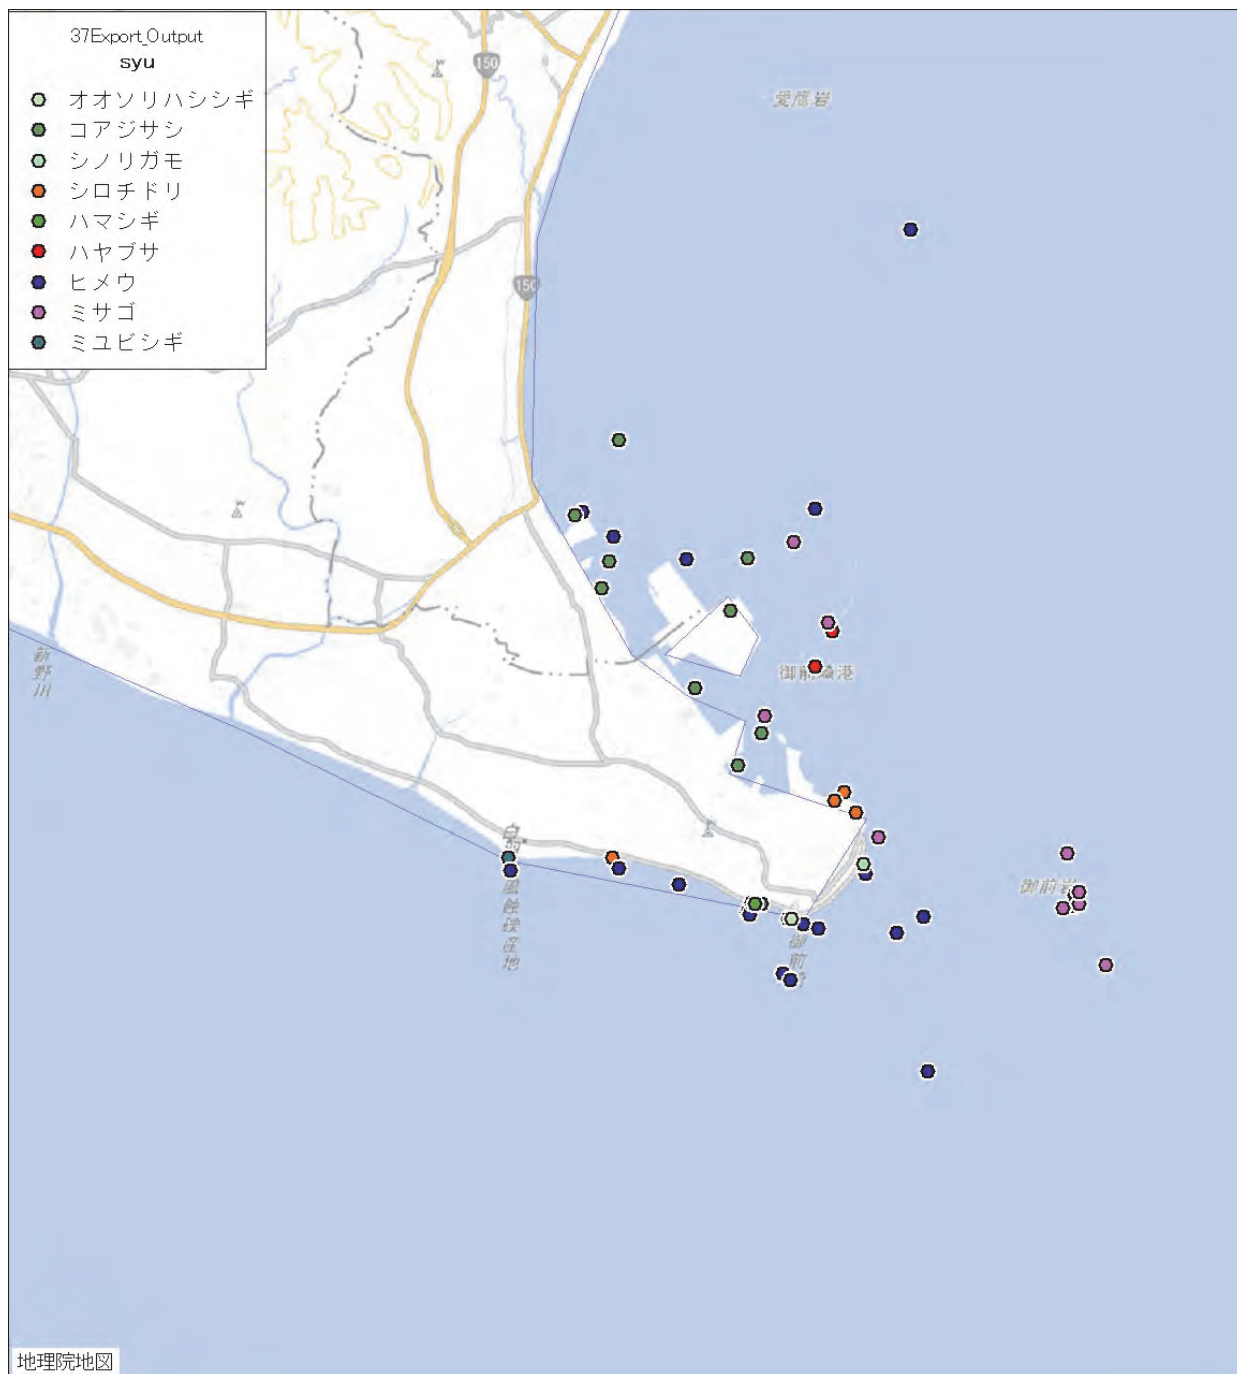 37Export_Output
syu
オオソリハシシギ
コアジサシ
シノリガモ
シロチドリ
ハマシギ
ハヤブサ
ヒメウ
ミサゴ
ミユビシギ
150
愛鷹岩
150
新野川
御前崎港
御前岩
風蝕礫産地
御前
地理院地図